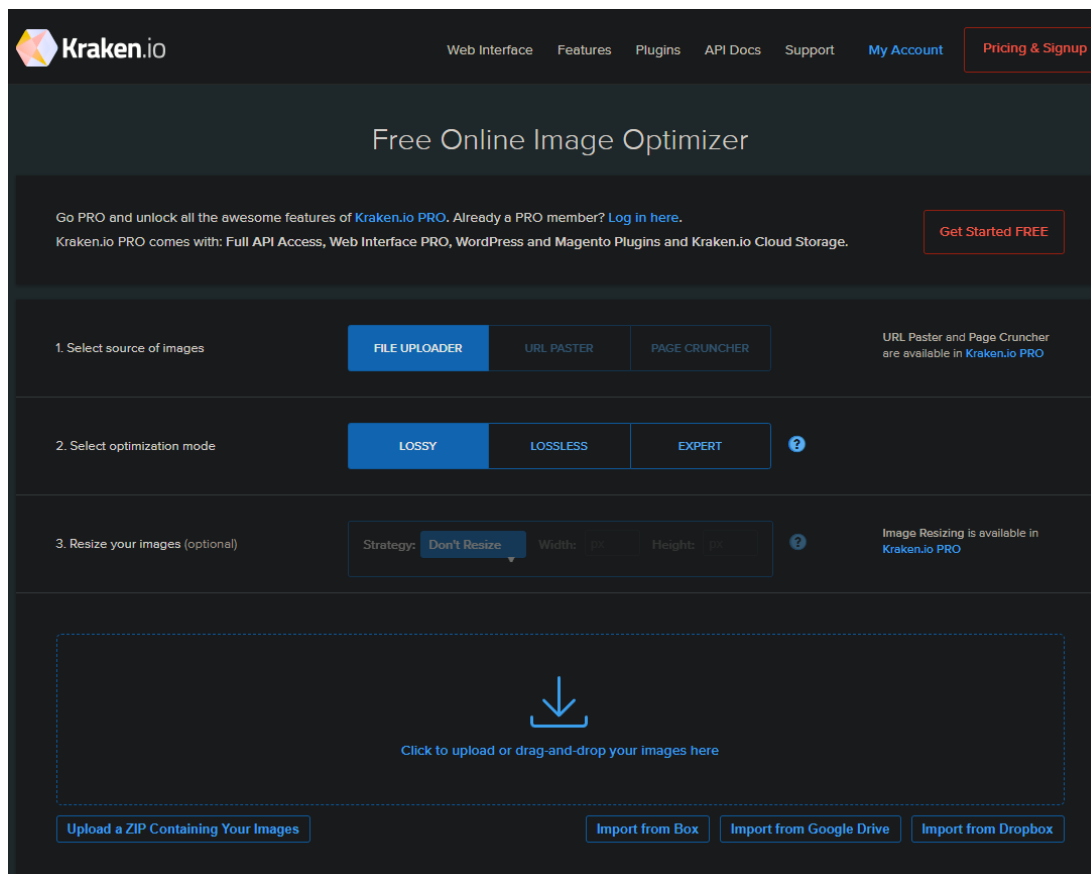 Kraken.io
Web Interface Features Plugins API Docs Support My Account Pricing & Signup
Free Online Image Optimizer
Go PRO and unlock all the awesome features of Kraken.io PRO. Already a PRO member? Log in here.
Kraken.io PRO comes with: Full API Access, Web Interface PRO, WordPress and Magento Plugins and Kraken.io Cloud Storage.
Get Started FREE
1. Select source of images
FILE UPLOADER URL PASTER PAGE CRUNCHER
URL Paster and Page Cruncher
are available in Kraken.io PRO
2. Select optimization mode
LOSSY LOSSLESS EXPERT ?
3. Resize your images (optional)
Strategy: Don't Resize Width: px Height: px ?
Image Resizing is available in
Kraken.io PRO
Click to upload or drag-and-drop your images here
Upload a ZIP Containing Your Images Import from Box Import from Google Drive Import from Dropbox